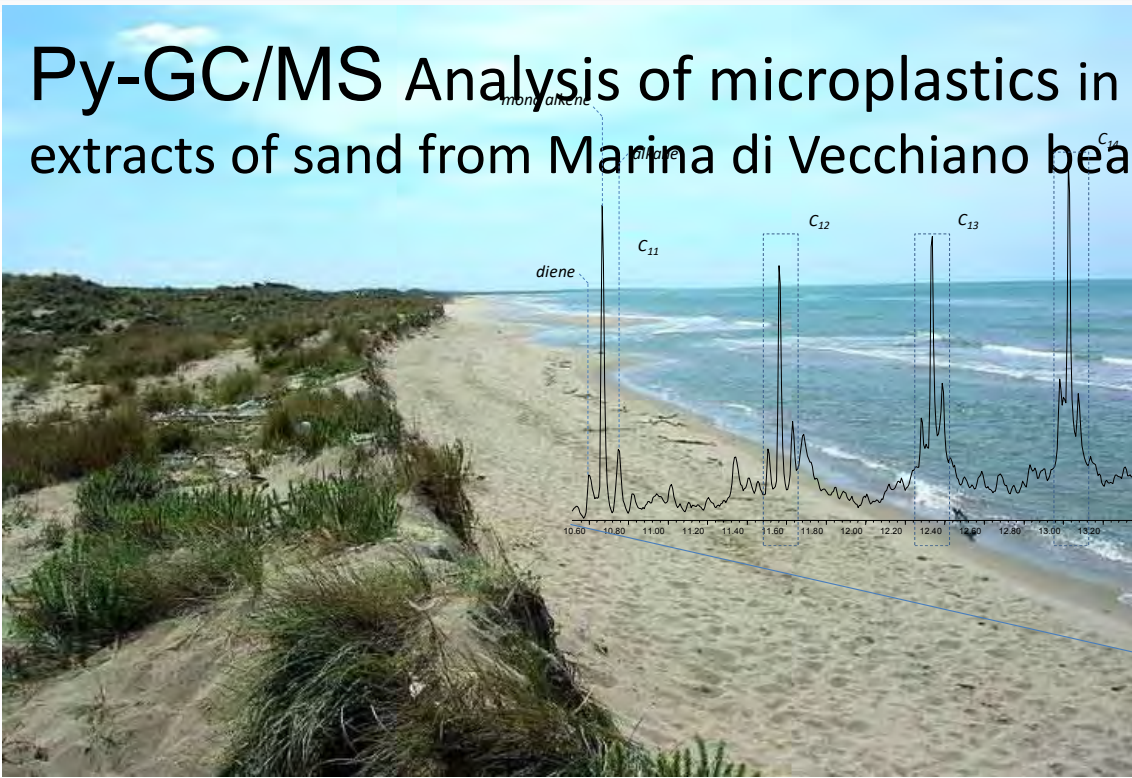 Py-GC/MS Analysis of microplastics in
extracts of sand from Marina di Vecchiano bea
mono alkene
alkane
diene
C₁₁
C₁₂
C₁₃
C₁₄
10.60 10.80 11.00 11.20 11.40 11.60 11.80 12.00 12.20 12.40 12.60 12.80 13.00 13.20